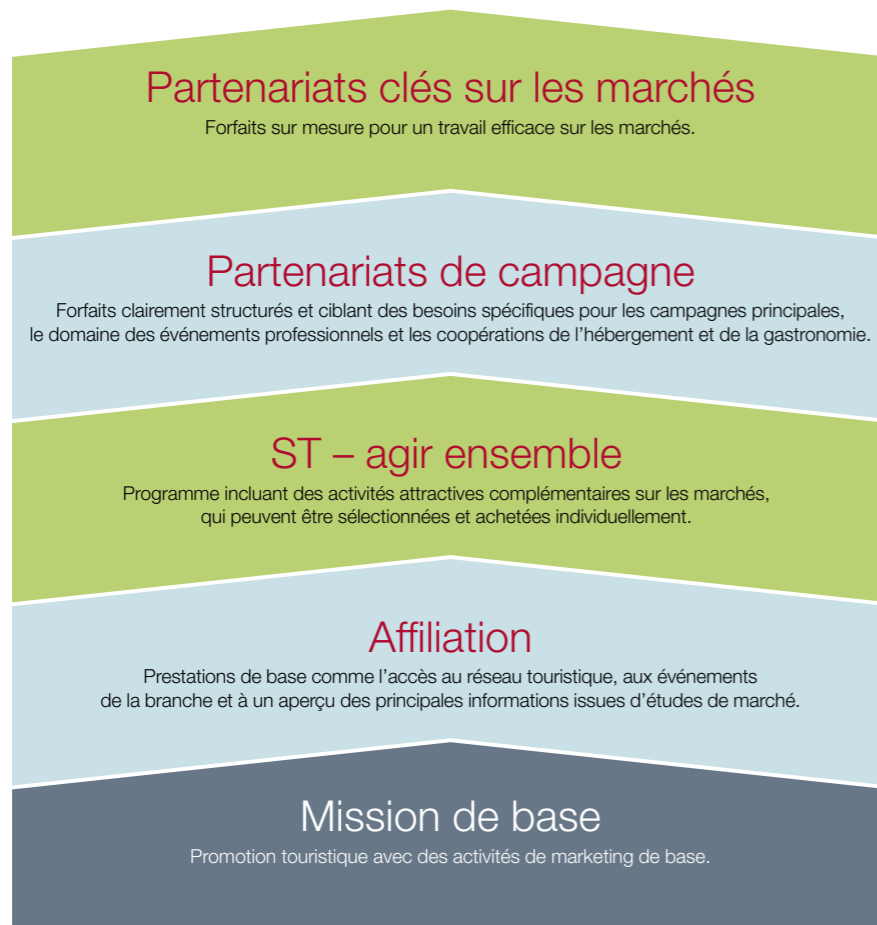 Partenariats clés sur les marchés
Forfaits sur mesure pour un travail efficace sur les marchés.
Partenariats de campagne
Forfaits clairement structurés et ciblant des besoins spécifiques pour les campagnes principales,
le domaine des événements professionnels et les coopérations de l’hébergement et de la gastronomie.
ST – agir ensemble
Programme incluant des activités attractives complémentaires sur les marchés,
qui peuvent être sélectionnées et achetées individuellement.
Affiliation
Prestations de base comme l’accès au réseau touristique, aux événements
de la branche et à un aperçu des principales informations issues d’études de marché.
Mission de base
Promotion touristique avec des activités de marketing de base.